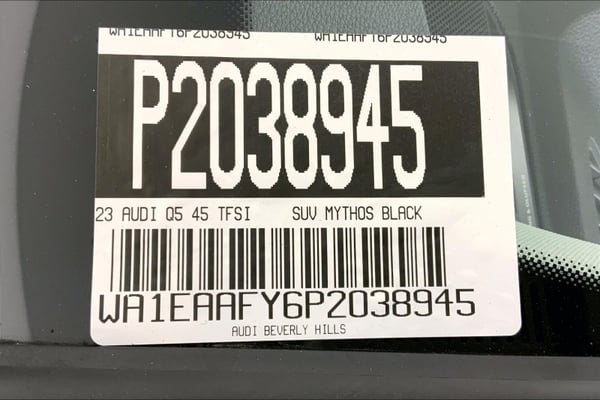 WA1EAAFY6P2038945 WA1EAAFY6P2038945
P2038945
23 AUDI Q5 45 TFSI SUV MYTHOS BLACK
WA1EAAFY6P2038945
AUDI BEVERLY HILLS